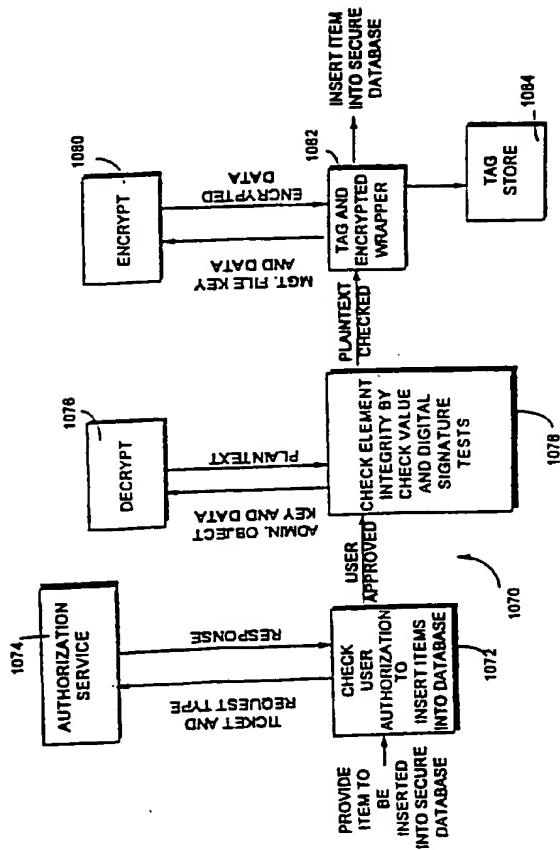 PROVIDE
ITEM TO
BE
INSERTED
INTO SECURE
DATABASE
CHECK
USER
AUTHORIZATION
TO
INSERT ITEMS
INTO DATABASE
1072
1070
TICKET AND
REQUEST TYPE
RESPONSE
AUTHORIZATION
SERVICE
1074
USER
APPROVED
CHECK ELEMENT
INTEGRITY BY
CHECK VALUE
AND DIGITAL
SIGNATURE
TESTS
1078
ADMIN. OBJECT
KEY AND DATA
PLAINTEXT
DECRYPT
1076
PLAINTEXT
CHECKED
TAG AND
ENCRYPTED
WRAPPER
1082
MGT. FILE KEY
AND DATA
ENCRYPTED
DATA
ENCRYPT
1080
INSERT ITEM
INTO SECURE
DATABASE
TAG
STORE
1084